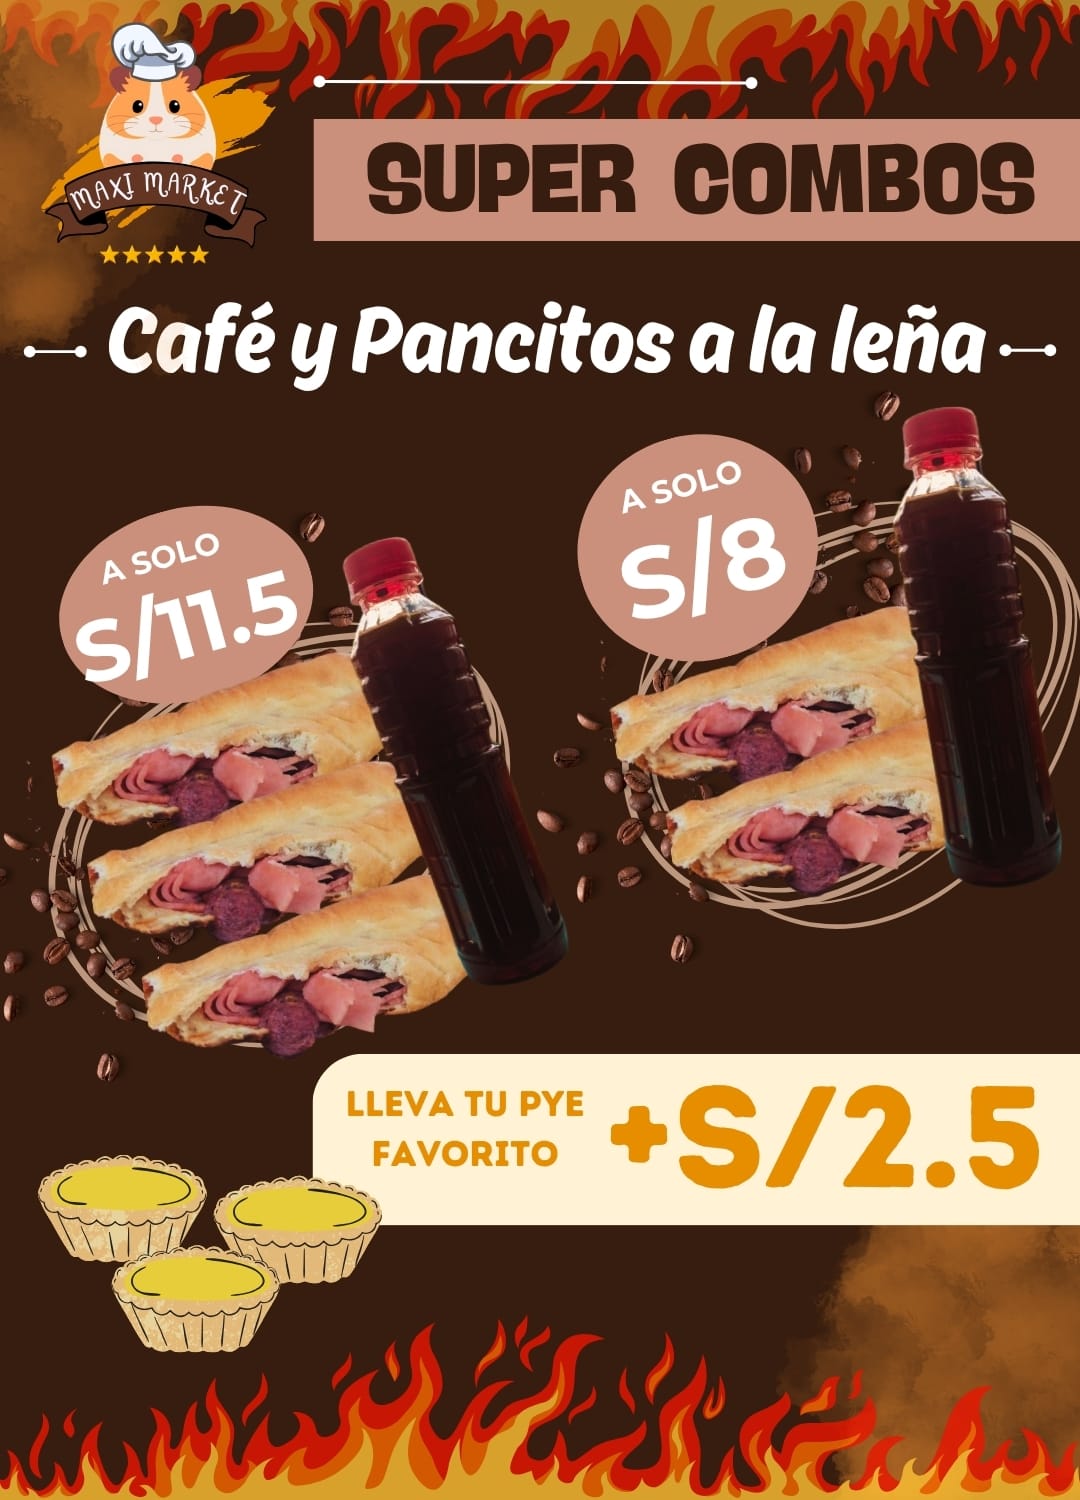 MAXI MARKET
SUPER COMBOS
Café y Pancitos a la leña
A SOLO
S/11.5
A SOLO
S/8
LLEVA TU PYE
FAVORITO
+S/2.5